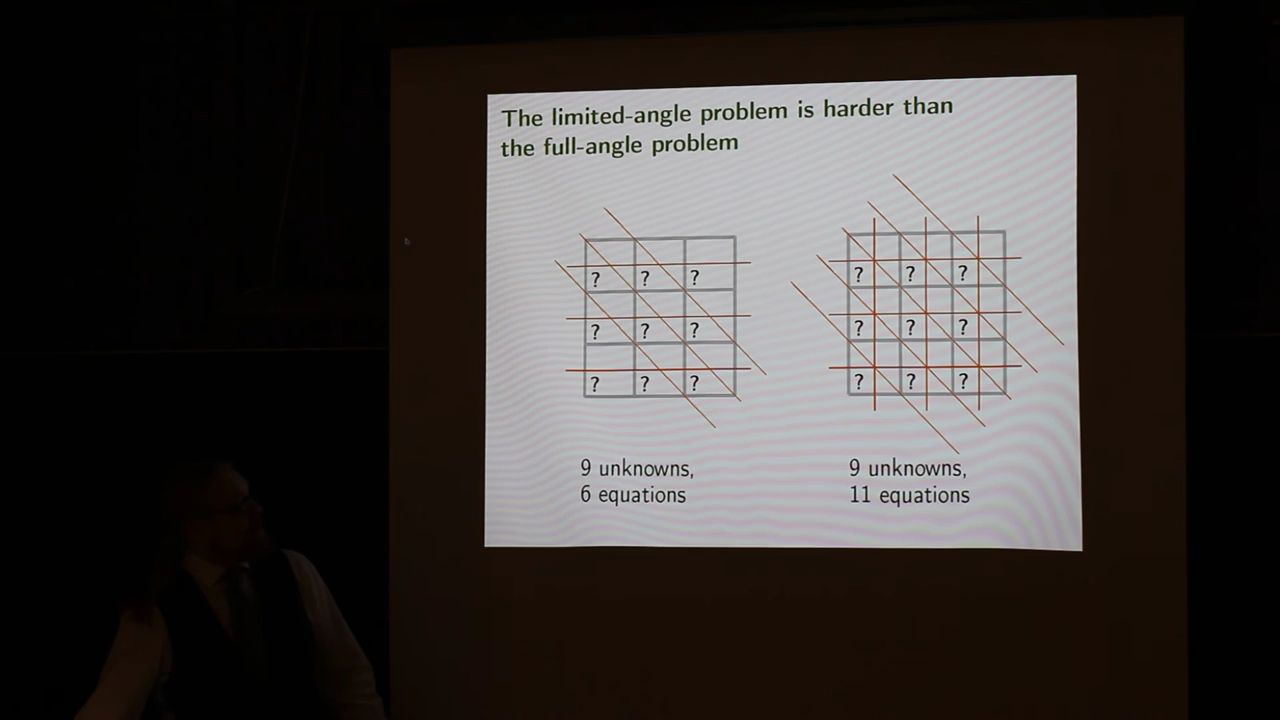 The limited-angle problem is harder than
the full-angle problem
? ? ?
? ? ?
? ? ?
9 unknowns,
6 equations
? ? ?
? ? ?
? ? ?
9 unknowns,
11 equations